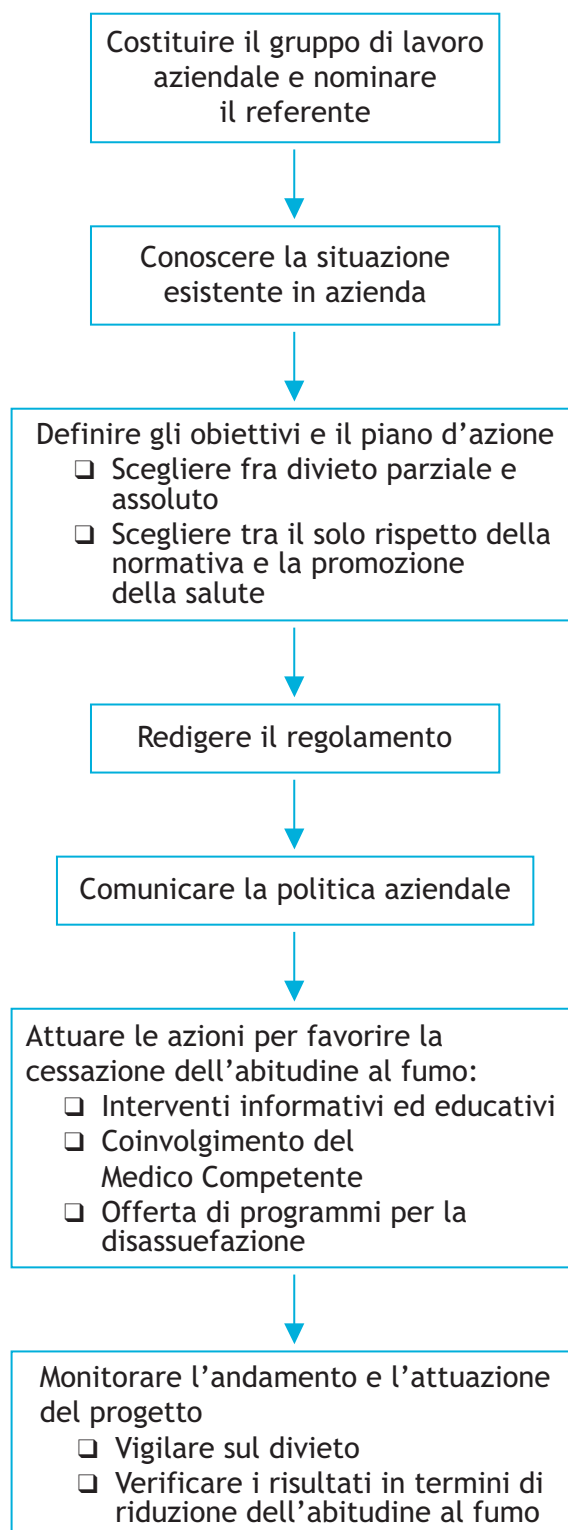 Costituire il gruppo di lavoro
aziendale e nominare
il referente
Conoscere la situazione
esistente in azienda
Definire gli obiettivi e il piano d’azione
❑ Scegliere fra divieto parziale e
assoluto
❑ Scegliere tra il solo rispetto della
normativa e la promozione
della salute
Redigere il regolamento
Comunicare la politica aziendale
Attuare le azioni per favorire la
cessazione dell’abitudine al fumo:
❑ Interventi informativi ed educativi
❑ Coinvolgimento del
Medico Competente
❑ Offerta di programmi per la
disassuefazione
Monitorare l’andamento e l’attuazione
del progetto
❑ Vigilare sul divieto
❑ Verificare i risultati in termini di
riduzione dell’abitudine al fumo